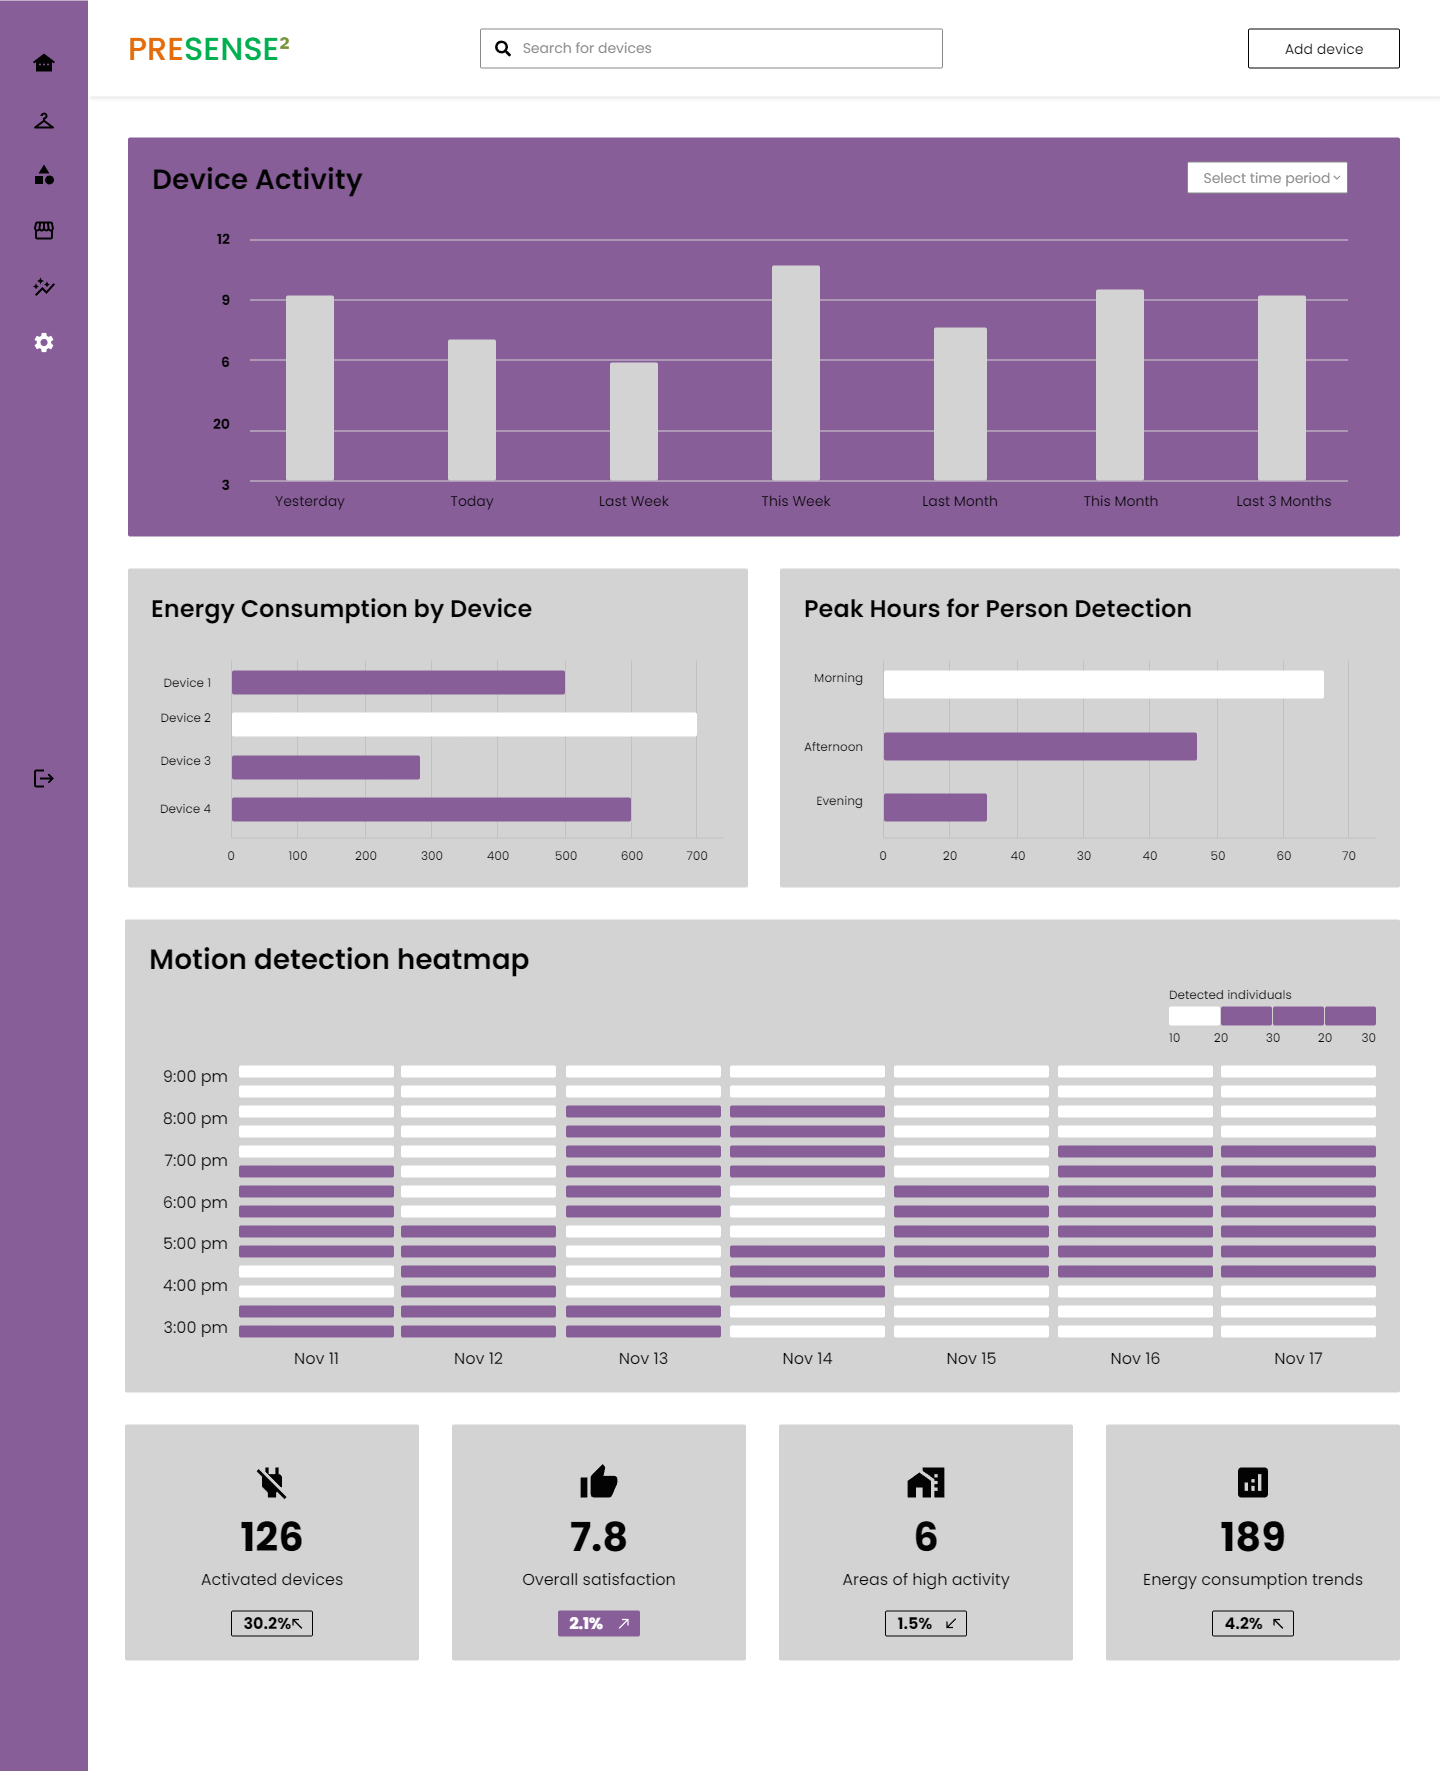 PRESENSE²
Search for devices
Add device
Device Activity
Select time period
12
9
6
20
3
Yesterday Today Last Week This Week Last Month This Month Last 3 Months
Energy Consumption by Device
Device 1
Device 2
Device 3
Device 4
0 100 200 300 400 500 600 700
Peak Hours for Person Detection
Morning
Afternoon
Evening
0 20 40 30 40 50 60 70
Motion detection heatmap
Detected individuals
10 20 30 20 30
9:00 pm
8:00 pm
7:00 pm
6:00 pm
5:00 pm
4:00 pm
3:00 pm
Nov 11 Nov 12 Nov 13 Nov 14 Nov 15 Nov 16 Nov 17
126
Activated devices
30.2%
7.8
Overall satisfaction
2.1%
6
Areas of high activity
1.5%
189
Energy consumption trends
4.2%